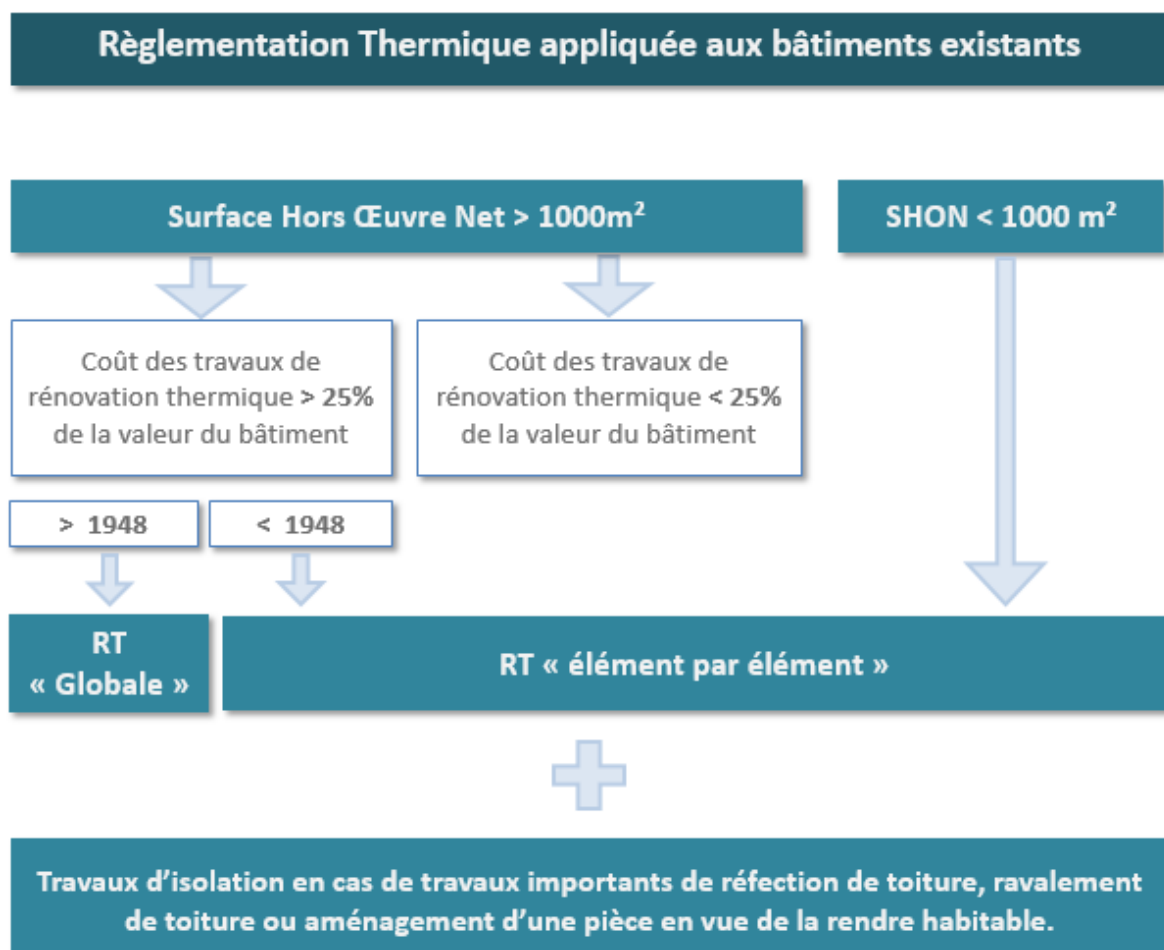 Règlementation Thermique appliquée aux bâtiments existants
Surface Hors Œuvre Net > 1000m²
SHON < 1000 m²
Coût des travaux de
rénovation thermique > 25%
de la valeur du bâtiment
Coût des travaux de
rénovation thermique < 25%
de la valeur du bâtiment
> 1948
< 1948
RT
« Globale »
RT « élément par élément »
Travaux d’isolation en cas de travaux importants de réfection de toiture, ravalement
de toiture ou aménagement d’une pièce en vue de la rendre habitable.